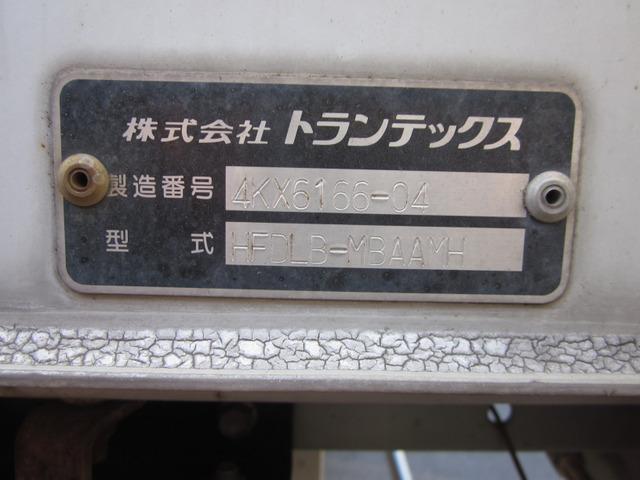 株式会社 トランテックス
製造番号 4KX6166-04
型式 HFDLB-MBAAMH